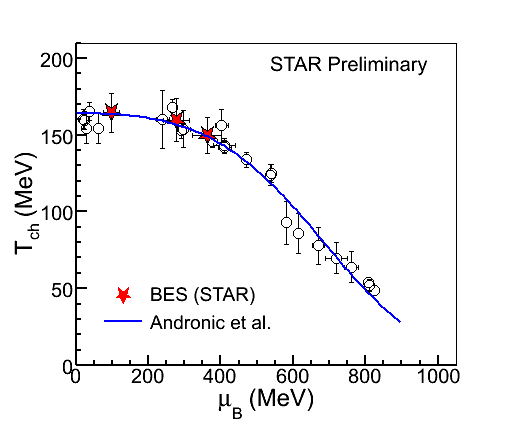 STAR Preliminary
200
150
100
50
0
T_ch (MeV)
BES (STAR)
Andronic et al.
0 200 400 600 800 1000
μ_B (MeV)